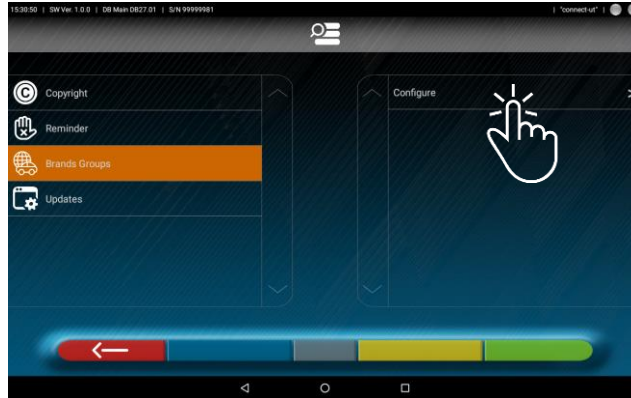 15:30:50 | SW Ver. 1.0.0 | DB Main DB27.01 | S/N 99999981
| "connect-ut" |
Copyright
Configure
Reminder
Brands Groups
Updates